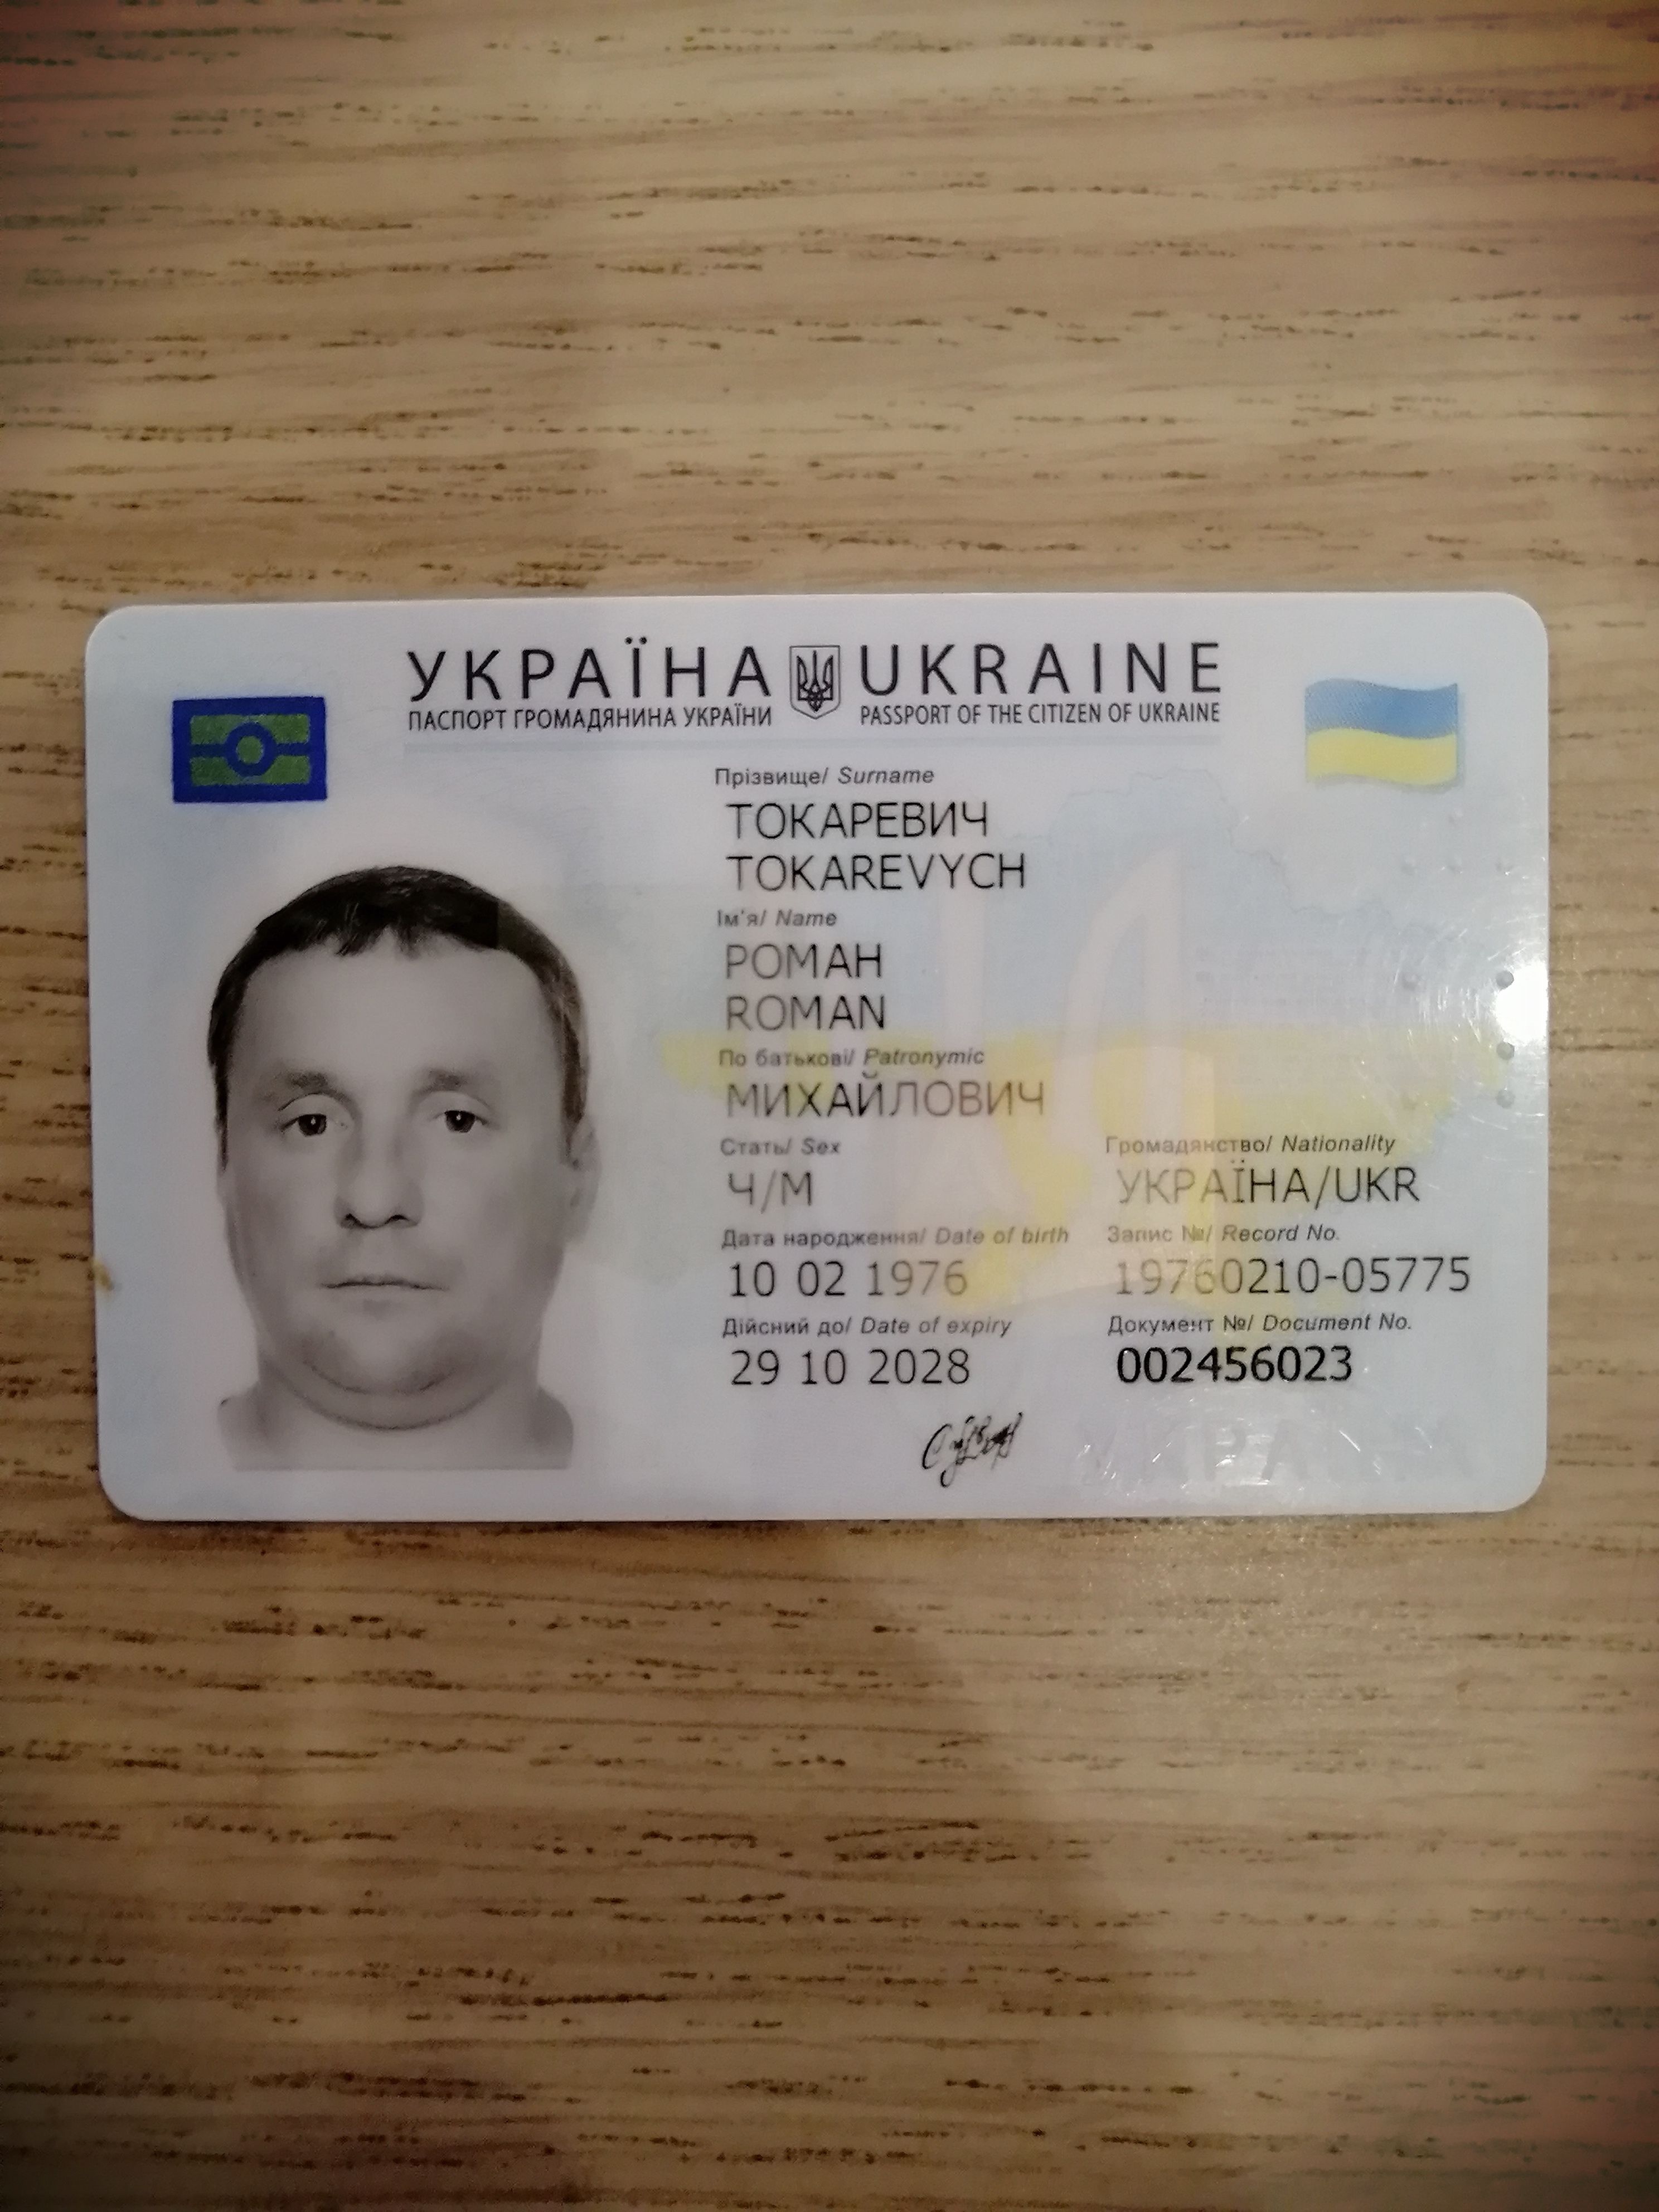 УКРАЇНА UKRAINE
ПАСПОРТ ГРОМАДЯНИНА УКРАЇНИ PASSPORT OF THE CITIZEN OF UKRAINE
Прізвище/ Surname
ТОКАРЕВИЧ
TOKAREVYCH
Ім'я/ Name
РОМАН
ROMAN
По батькові/ Patronymic
МИХАЙЛОВИЧ
Стать/ Sex Громадянство/ Nationality
Ч/M УКРАЇНА/UKR
Дата народження/ Date of birth Запис №/ Record No.
10 02 1976 19760210-05775
Дійсний до/ Date of expiry Документ №/ Document No.
29 10 2028 002456023